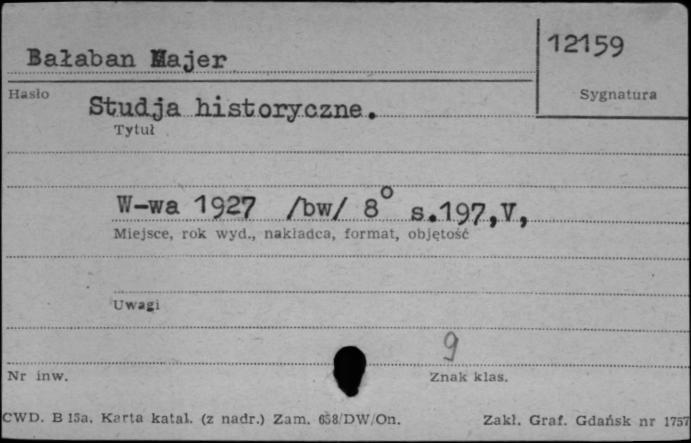 Bałaban Majer
12159
Hasło
Sygnatura
Studja historyczne.
Tytuł
W-wa 1927 /bw/ 8° s.197,V,
Miejsce, rok wyd., nakładca, format, objętość
Uwagi
9
Nr inw.
Znak klas.
CWD. B 15a. Karta katal. (z nadr.) Zam. 658/DW/On.
Zakł. Graf. Gdańsk nr 1757